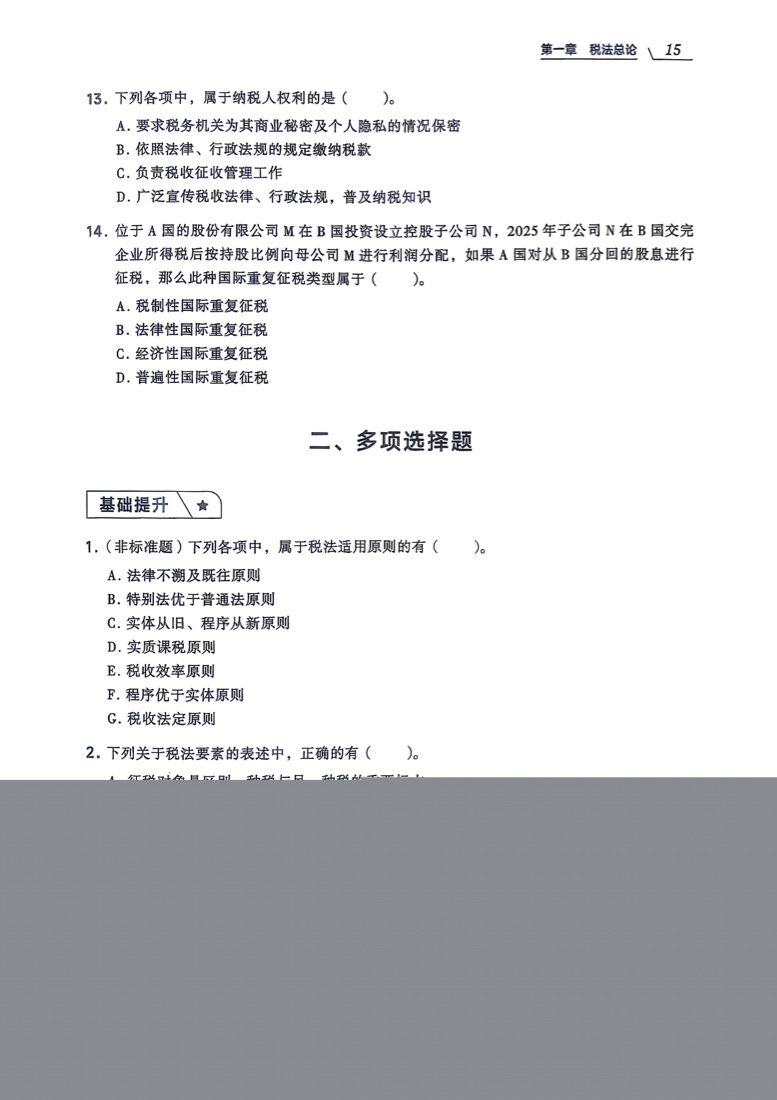 第一章 税法总论 15
13. 下列各项中，属于纳税人权利的是（ ）。
A. 要求税务机关为其商业秘密及个人隐私的情况保密
B. 依照法律、行政法规的规定缴纳税款
C. 负责税收征收管理工作
D. 广泛宣传税收法律、行政法规，普及纳税知识
14. 位于 A 国的股份有限公司 M 在 B 国投资设立控股子公司 N，2025 年子公司 N 在 B 国交完
企业所得税后按持股比例向母公司 M 进行利润分配，如果 A 国对从 B 国分回的股息进行
征税，那么此种国际重复征税类型属于（ ）。
A. 税制性国际重复征税
B. 法律性国际重复征税
C. 经济性国际重复征税
D. 普遍性国际重复征税
二、多项选择题
基础提升 ★
1.（非标准题）下列各项中，属于税法适用原则的有（ ）。
A. 法律不溯及既往原则
B. 特别法优于普通法原则
C. 实体从旧、程序从新原则
D. 实质课税原则
E. 税收效率原则
F. 程序优于实体原则
G. 税收法定原则
2. 下列关于税法要素的表述中，正确的有（ ）。